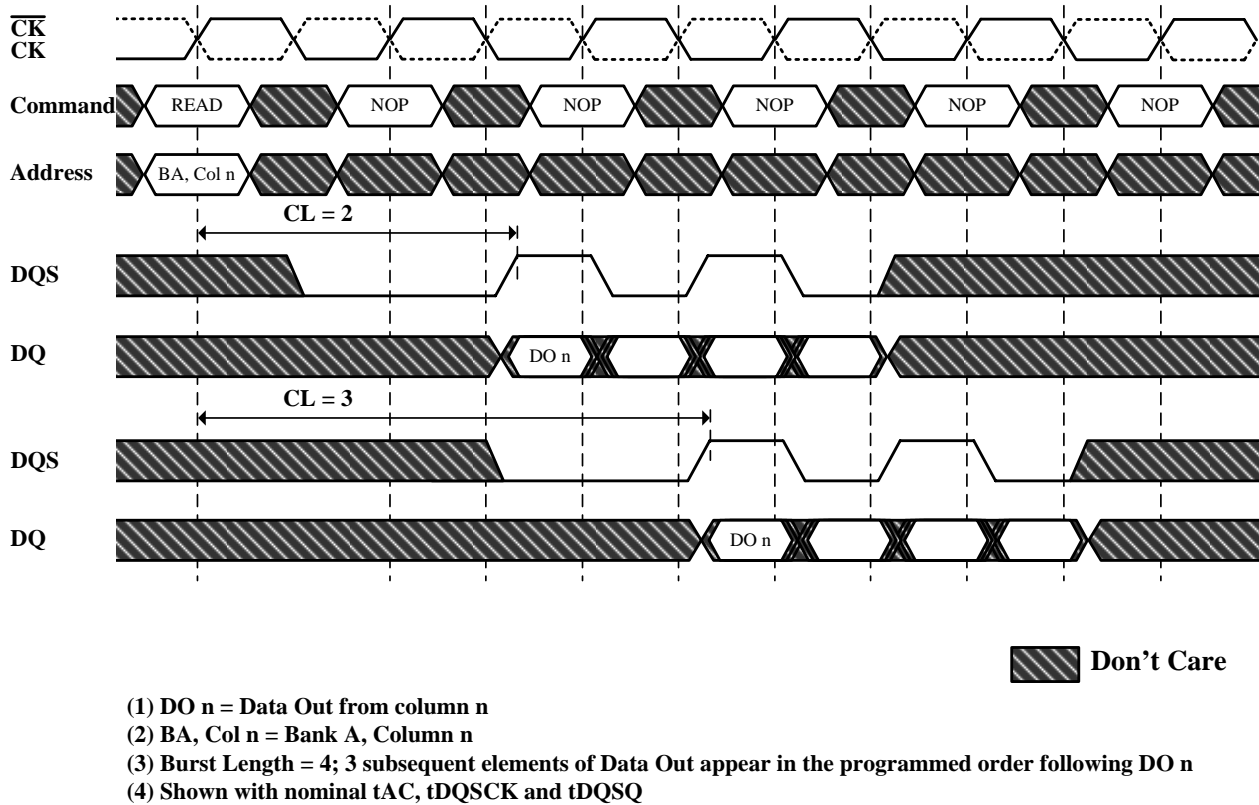 CK
CK
Command READ NOP NOP NOP NOP NOP
Address BA, Col n
CL = 2
DQS
DQ DO n
CL = 3
DQS
DQ DO n
Don't Care
(1) DO n = Data Out from column n
(2) BA, Col n = Bank A, Column n
(3) Burst Length = 4; 3 subsequent elements of Data Out appear in the programmed order following DO n
(4) Shown with nominal tAC, tDQSCK and tDQSQ